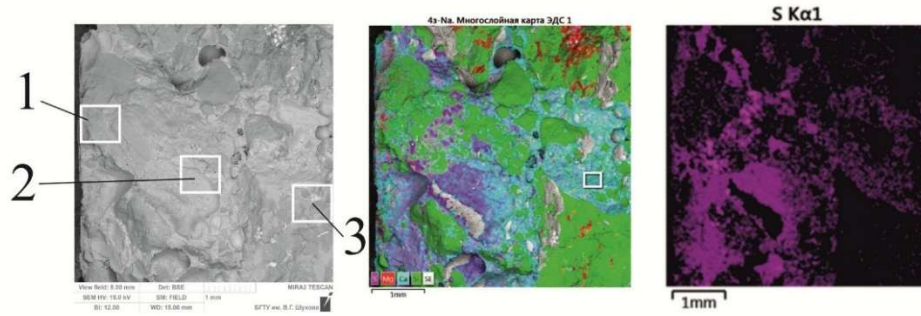 1
2
3
View field: 8.00 mm Det: BSE MIRA3 TESCAN
SEM HV: 15.0 kV SM: FIELD 1 mm
BI: 12.00 WD: 15.00 mm БГТУ им. В.Г. Шухова
4з-Na. Многослойная карта ЭДС 1
S Mg Ca Si SE
1mm
S Kα1
1mm